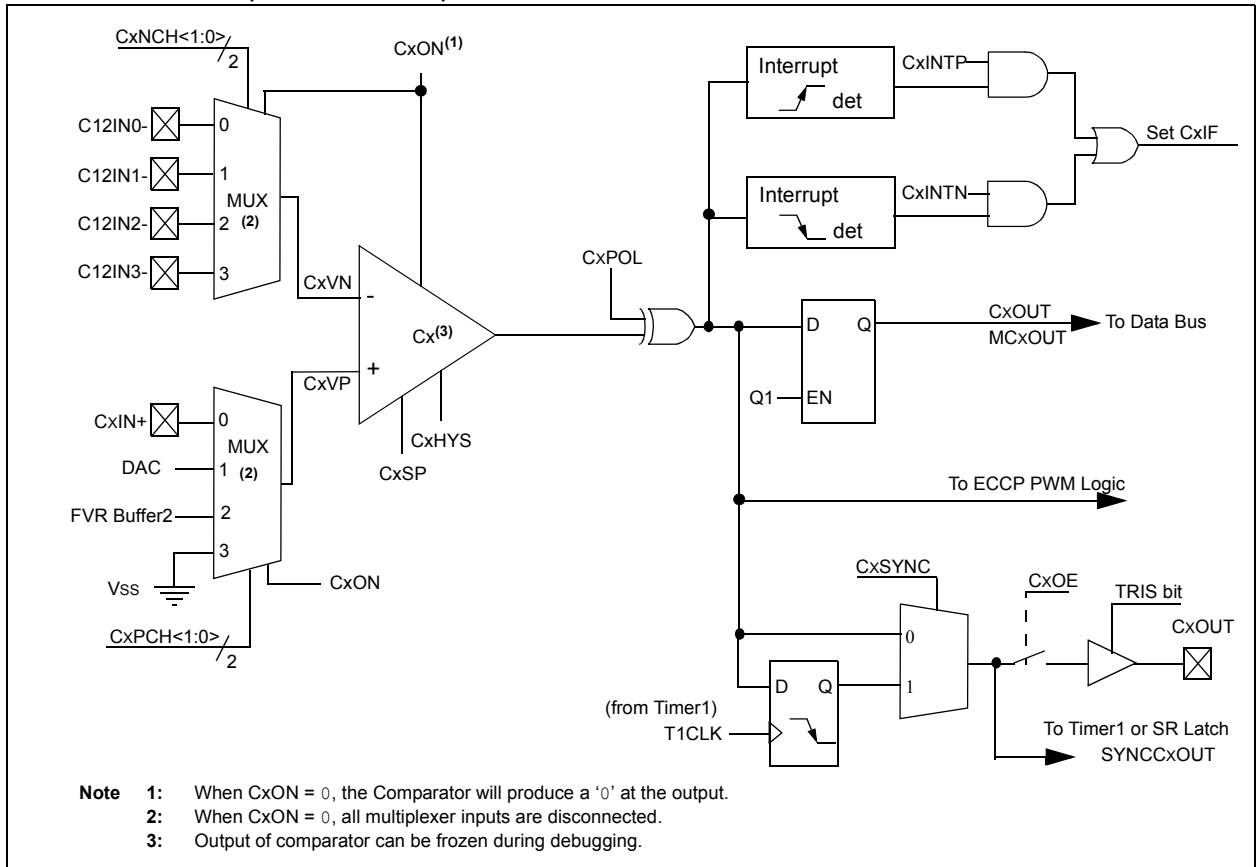 CxNCH<1:0>
2
CxON(1)
C12IN0-
0
C12IN1-
1
MUX
(2)
C12IN2-
2
C12IN3-
3
CxVN
-
Cx(3)
+
CxVP
CxIN+
0
MUX
(2)
DAC
1
FVR Buffer2
2
3
Vss
CxON
CxPCH<1:0>
2
CxHYS
CxSP
CxPOL
Interrupt
det
CxINTP
Set CxIF
Interrupt
det
CxINTN
D
Q
CxOUT
MCxOUT
To Data Bus
Q1
EN
To ECCP PWM Logic
CxSYNC
CxOE
TRIS bit
CxOUT
0
D
Q
1
(from Timer1)
T1CLK
To Timer1 or SR Latch
SYNCCxOUT
Note 1: When CxON = 0, the Comparator will produce a ‘0’ at the output.
2: When CxON = 0, all multiplexer inputs are disconnected.
3: Output of comparator can be frozen during debugging.